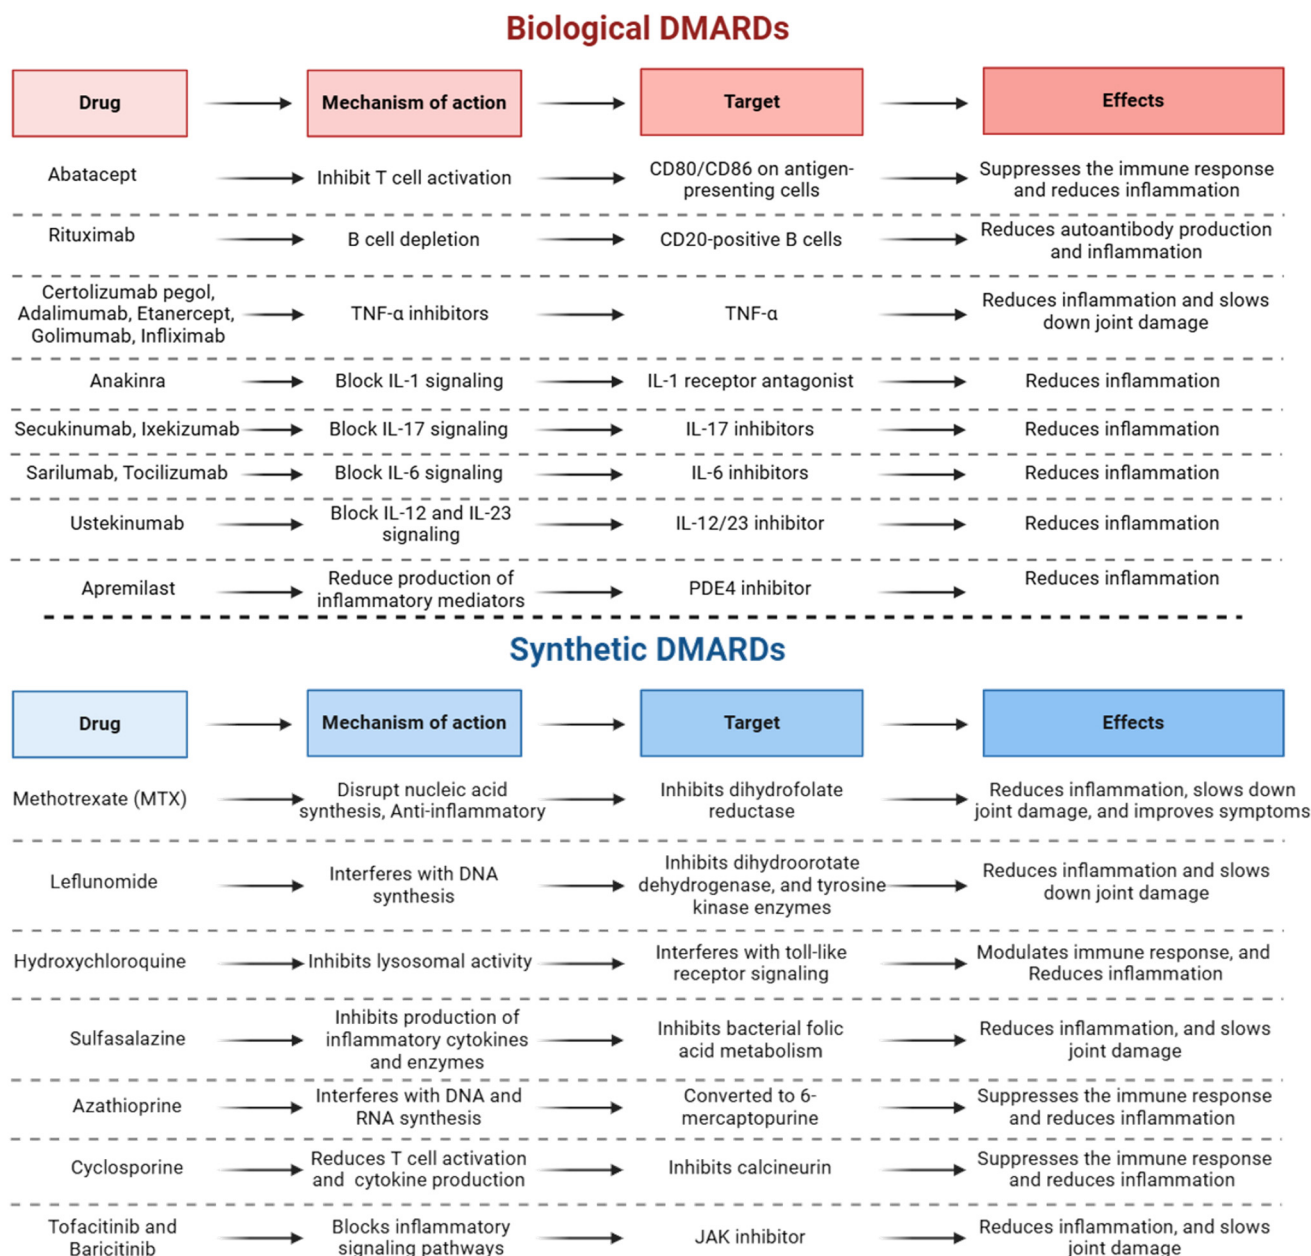 Biological DMARDs
Drug
Mechanism of action
Target
Effects
Abatacept
Inhibit T cell activation
CD80/CD86 on antigen-
presenting cells
Suppresses the immune response
and reduces inflammation
Rituximab
B cell depletion
CD20-positive B cells
Reduces autoantibody production
and inflammation
Certolizumab pegol,
Adalimumab, Etanercept,
Golimumab, Infliximab
TNF-α inhibitors
TNF-α
Reduces inflammation and slows
down joint damage
Anakinra
Block IL-1 signaling
IL-1 receptor antagonist
Reduces inflammation
Secukinumab, Ixekizumab
Block IL-17 signaling
IL-17 inhibitors
Reduces inflammation
Sarilumab, Tocilizumab
Block IL-6 signaling
IL-6 inhibitors
Reduces inflammation
Ustekinumab
Block IL-12 and IL-23
signaling
IL-12/23 inhibitor
Reduces inflammation
Apremilast
Reduce production of
inflammatory mediators
PDE4 inhibitor
Reduces inflammation
Synthetic DMARDs
Drug
Mechanism of action
Target
Effects
Methotrexate (MTX)
Disrupt nucleic acid
synthesis, Anti-inflammatory
Inhibits dihydrofolate
reductase
Reduces inflammation, slows down
joint damage, and improves symptoms
Leflunomide
Interferes with DNA
synthesis
Inhibits dihydroorotate
dehydrogenase, and tyrosine
kinase enzymes
Reduces inflammation and slows
down joint damage
Hydroxychloroquine
Inhibits lysosomal activity
Interferes with toll-like
receptor signaling
Modulates immune response, and
Reduces inflammation
Sulfasalazine
Inhibits production of
inflammatory cytokines
and enzymes
Inhibits bacterial folic
acid metabolism
Reduces inflammation, and slows
joint damage
Azathioprine
Interferes with DNA and
RNA synthesis
Converted to 6-
mercaptopurine
Suppresses the immune response
and reduces inflammation
Cyclosporine
Reduces T cell activation
and cytokine production
Inhibits calcineurin
Suppresses the immune response
and reduces inflammation
Tofacitinib and
Baricitinib
Blocks inflammatory
signaling pathways
JAK inhibitor
Reduces inflammation, and slows
joint damage